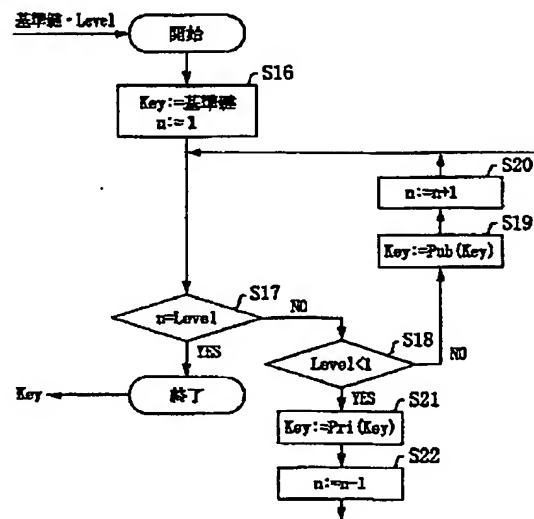 基準鍵・Level
開始
S16
Key:=基準鍵
n:=1
S20
n:=n+1
S19
Key:=Pub(Key)
S17
n=Level
NO
S18
Level<1
NO
YES
Key
終了
YES
S21
Key:=Pri(Key)
S22
n:=n-1